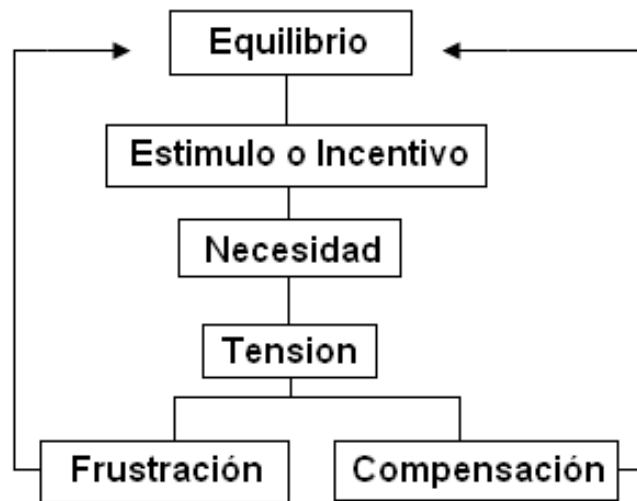 Equilibrio
Estimulo o Incentivo
Necesidad
Tension
Frustración
Compensación